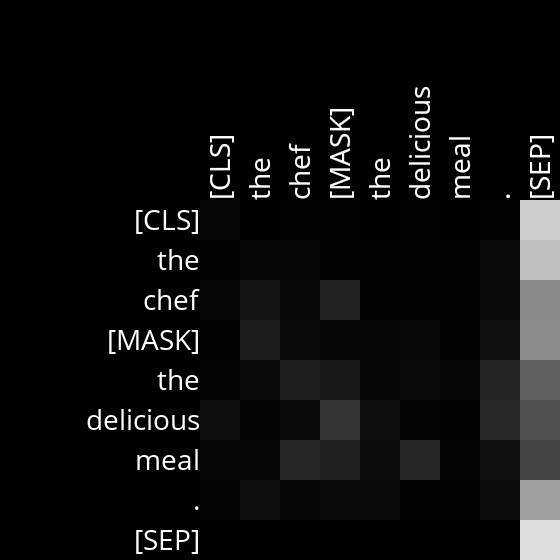 [CLS] the chef [MASK] the delicious meal . [SEP]
[CLS]
the
chef
[MASK]
the
delicious
meal
.
[SEP]